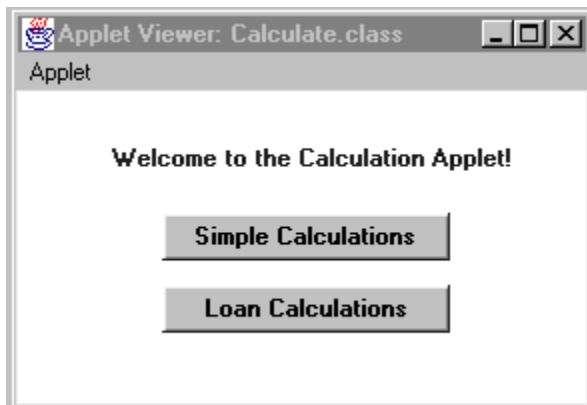 Applet Viewer: Calculate.class
Applet
Welcome to the Calculation Applet!
Simple Calculations
Loan Calculations